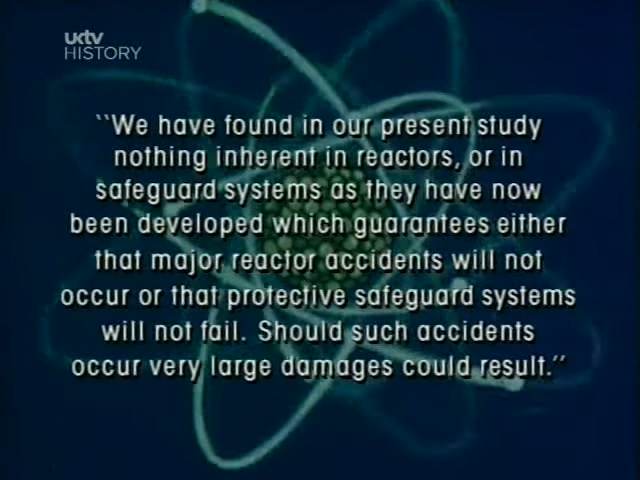 uktv
HISTORY
"We have found in our present study
nothing inherent in reactors, or in
safeguard systems as they have now
been developed which guarantees either
that major reactor accidents will not
occur or that protective safeguard systems
will not fail. Should such accidents
occur very large damages could result."